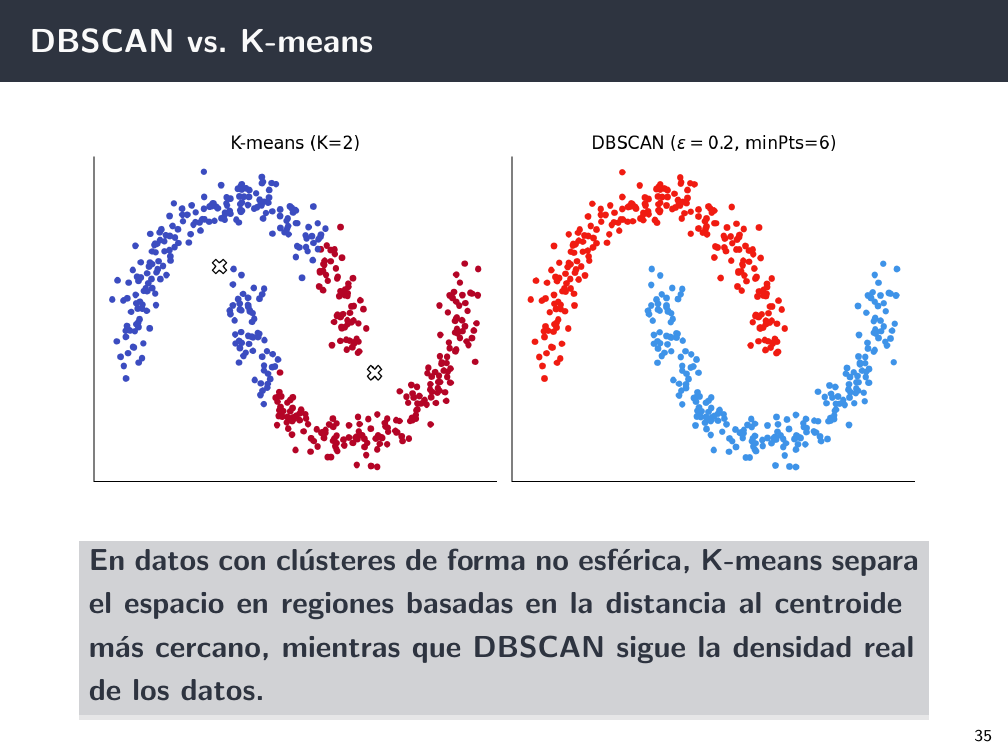 DBSCAN vs. K-means
K-means (K=2)
DBSCAN (ε = 0.2, minPts=6)
En datos con clústeres de forma no esférica, K-means separa
el espacio en regiones basadas en la distancia al centroide
más cercano, mientras que DBSCAN sigue la densidad real
de los datos.
35